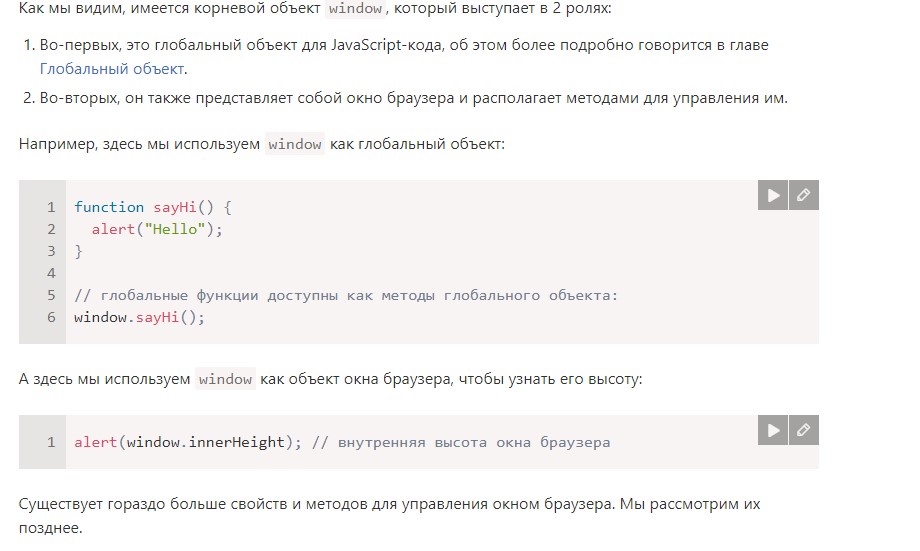 Как мы видим, имеется корневой объект window, который выступает в 2 ролях:
1. Во-первых, это глобальный объект для JavaScript-кода, об этом более подробно говорится в главе
Глобальный объект.
2. Во-вторых, он также представляет собой окно браузера и располагает методами для управления им.
Например, здесь мы используем window как глобальный объект:
1 function sayHi() {
2   alert("Hello");
3 }
4
5 // глобальные функции доступны как методы глобального объекта:
6 window.sayHi();
А здесь мы используем window как объект окна браузера, чтобы узнать его высоту:
1 alert(window.innerHeight); // внутренняя высота окна браузера
Существует гораздо больше свойств и методов для управления окном браузера. Мы рассмотрим их
позднее.